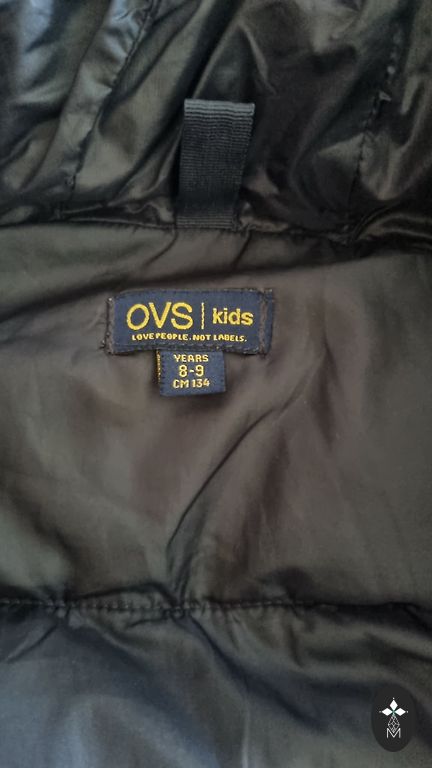 OVS | kids
LOVE PEOPLE. NOT LABELS.
YEARS
8-9
CM 134
M